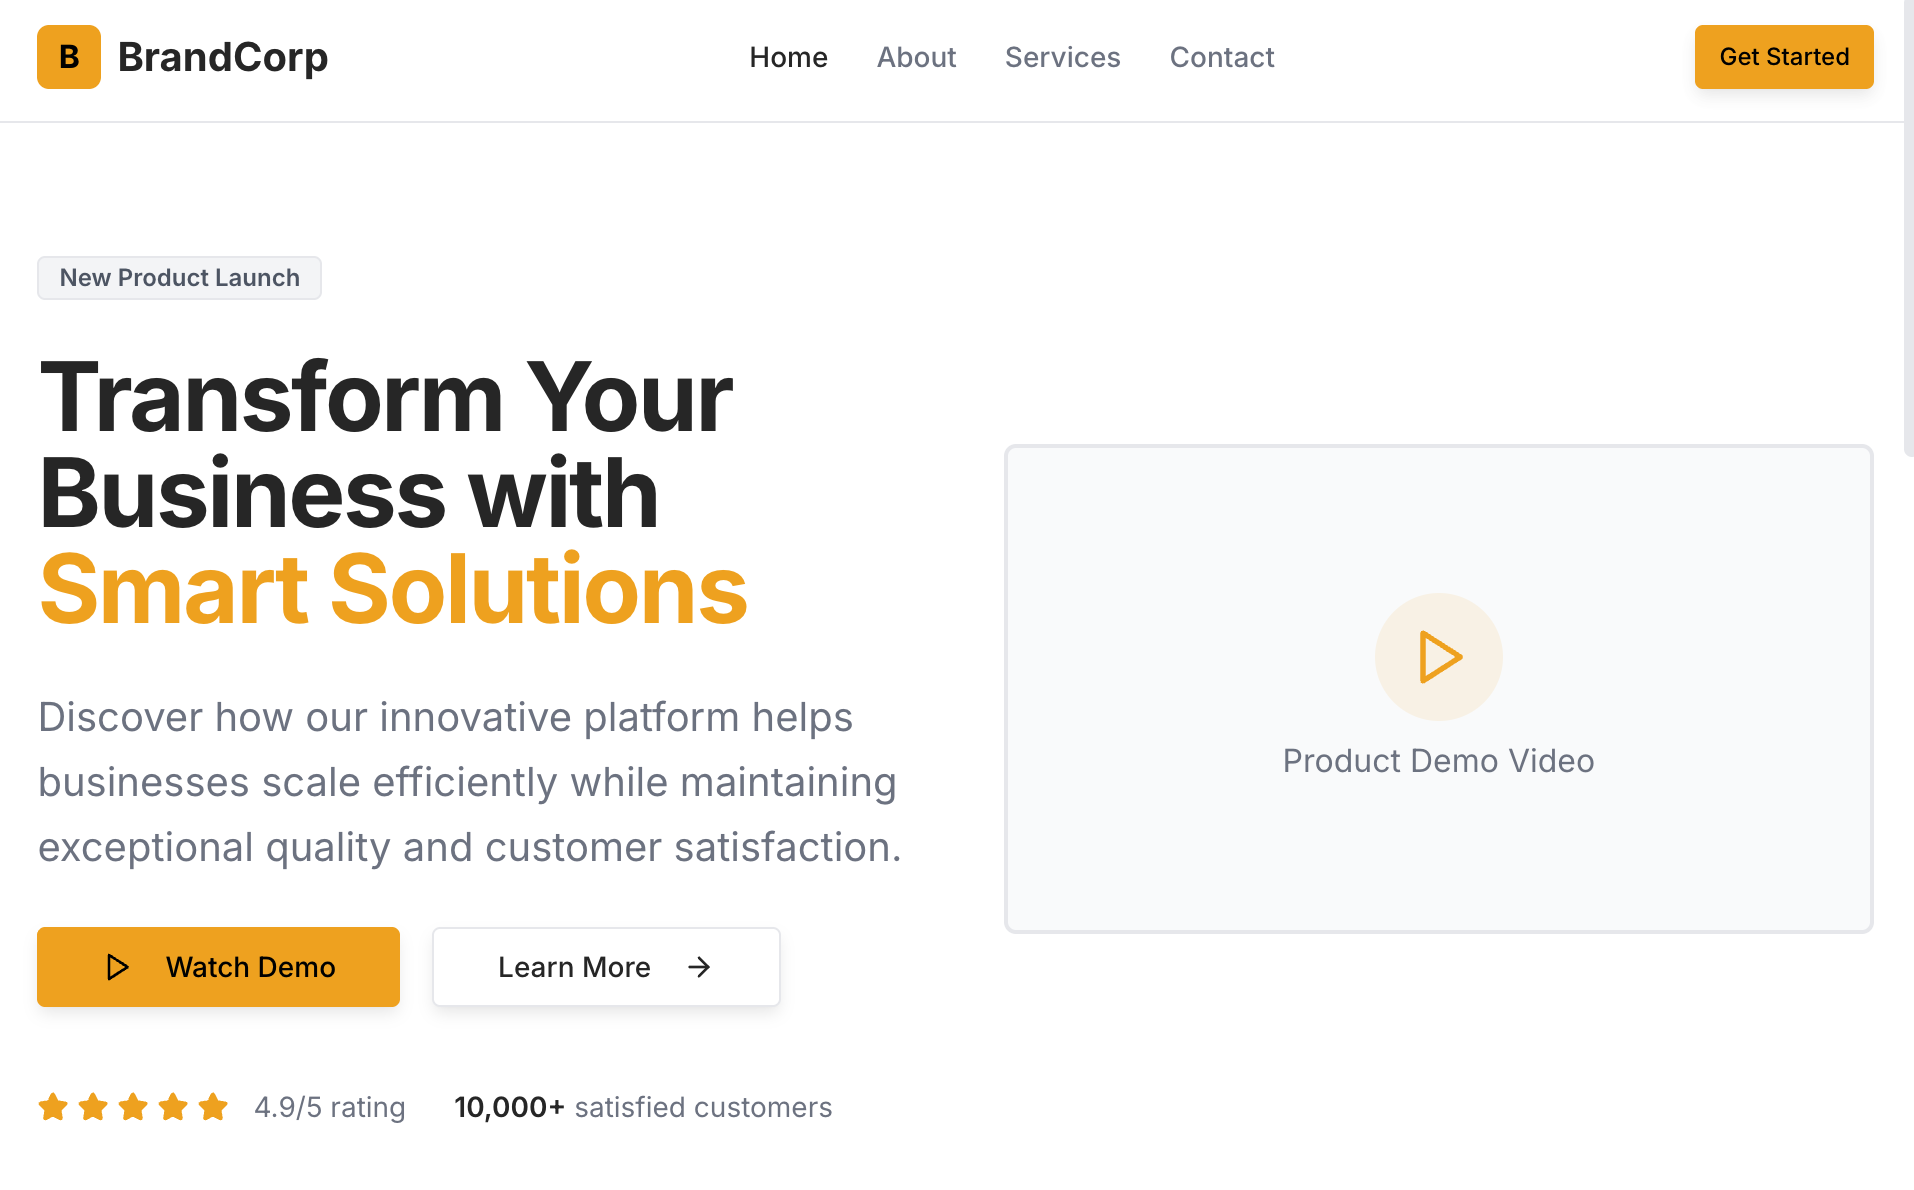 B BrandCorp
Home About Services Contact
Get Started
New Product Launch
Transform Your
Business with
Smart Solutions
Discover how our innovative platform helps
businesses scale efficiently while maintaining
exceptional quality and customer satisfaction.
Watch Demo
Learn More →
4.9/5 rating
10,000+ satisfied customers
Product Demo Video